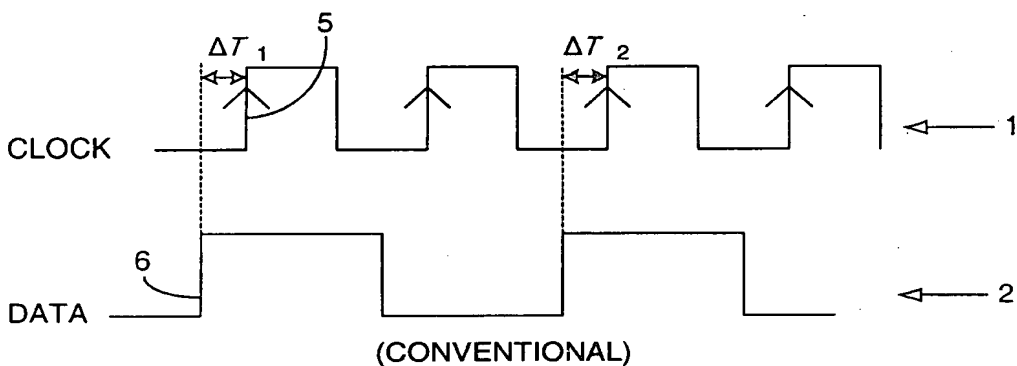 5
ΔT 1
ΔT 2
CLOCK
1
6
DATA
2
(CONVENTIONAL)